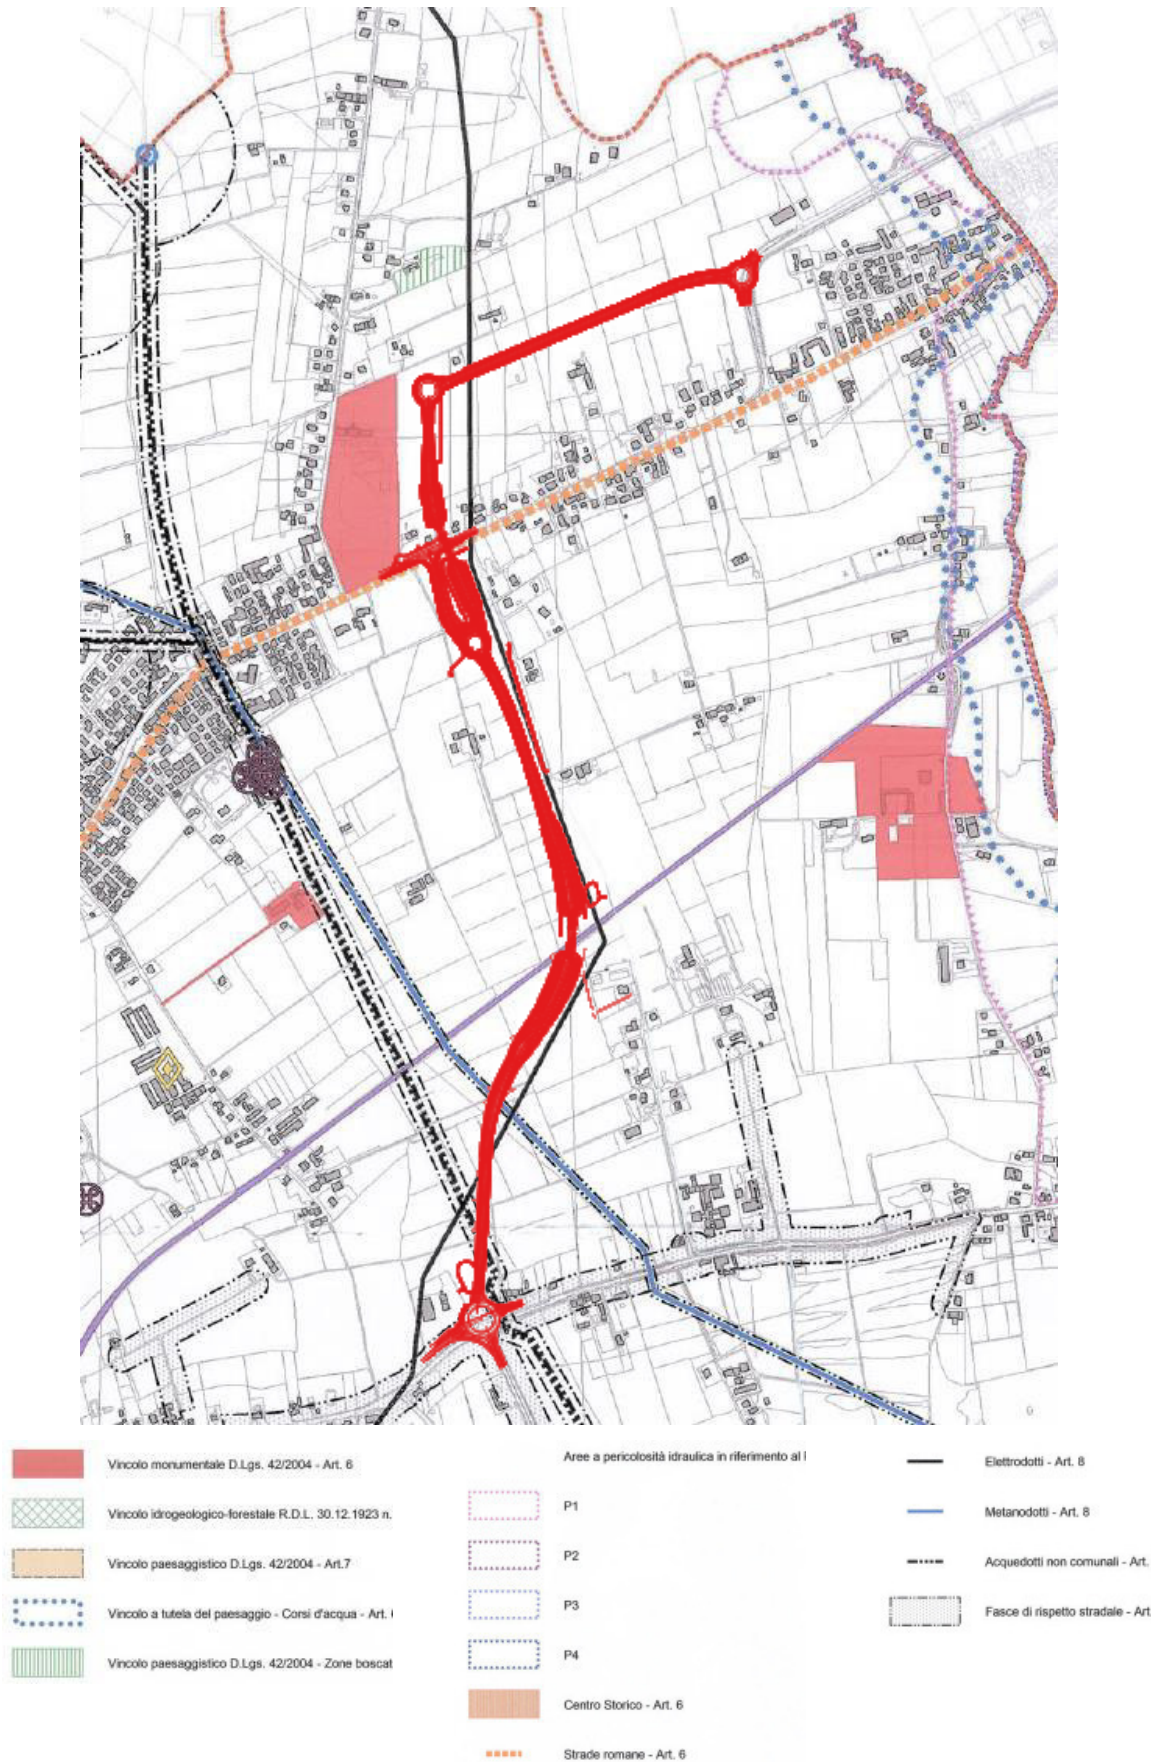 Vincolo monumentale D.Lgs. 42/2004 - Art. 6
Vincolo idrogeologico-forestale R.D.L. 30.12.1923 n.
Vincolo paesaggistico D.Lgs. 42/2004 - Art.7
Vincolo a tutela del paesaggio - Corsi d'acqua - Art.
Vincolo paesaggistico D.Lgs. 42/2004 - Zone boscat
Aree a pericolosità idraulica in riferimento al
P1
P2
P3
P4
Centro Storico - Art. 6
Strade romane - Art. 6
Elettrodotti - Art. 8
Metanodotti - Art. 8
Acquedotti non comunali - Art.
Fasce di rispetto stradale - Art